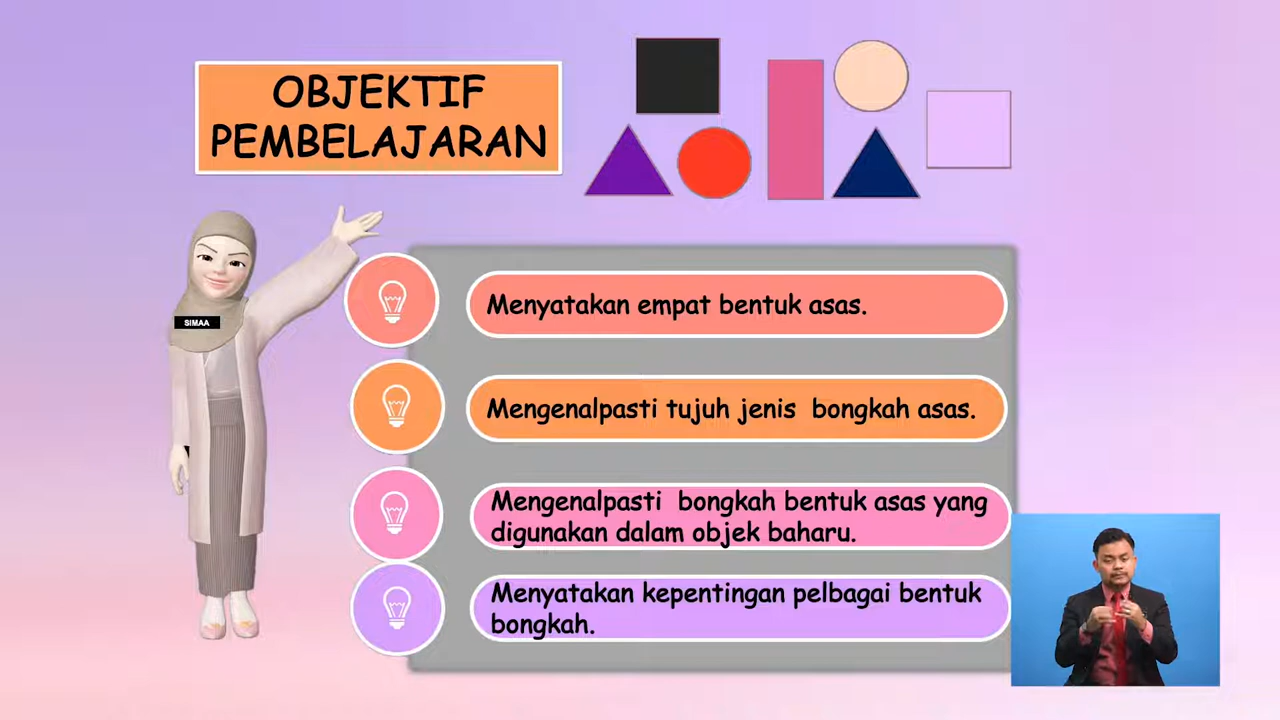 OBJEKTIF
PEMBELAJARAN
SIMAA
Menyatakan empat bentuk asas.
Mengenalpasti tujuh jenis  bongkah asas.
Mengenalpasti  bongkah bentuk asas yang
digunakan dalam objek baharu.
Menyatakan kepentingan pelbagai bentuk
bongkah.